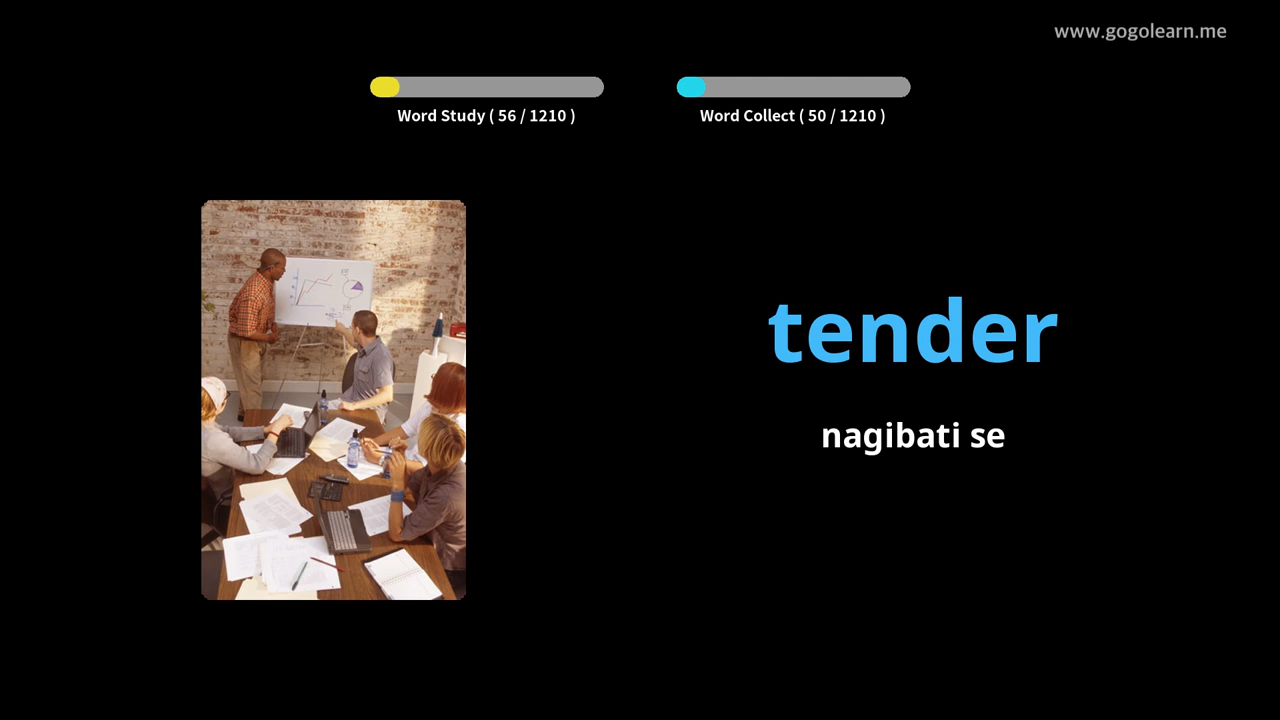 www.gogolearn.me
Word Study ( 56 / 1210 )
Word Collect ( 50 / 1210 )
tender
nagibati se